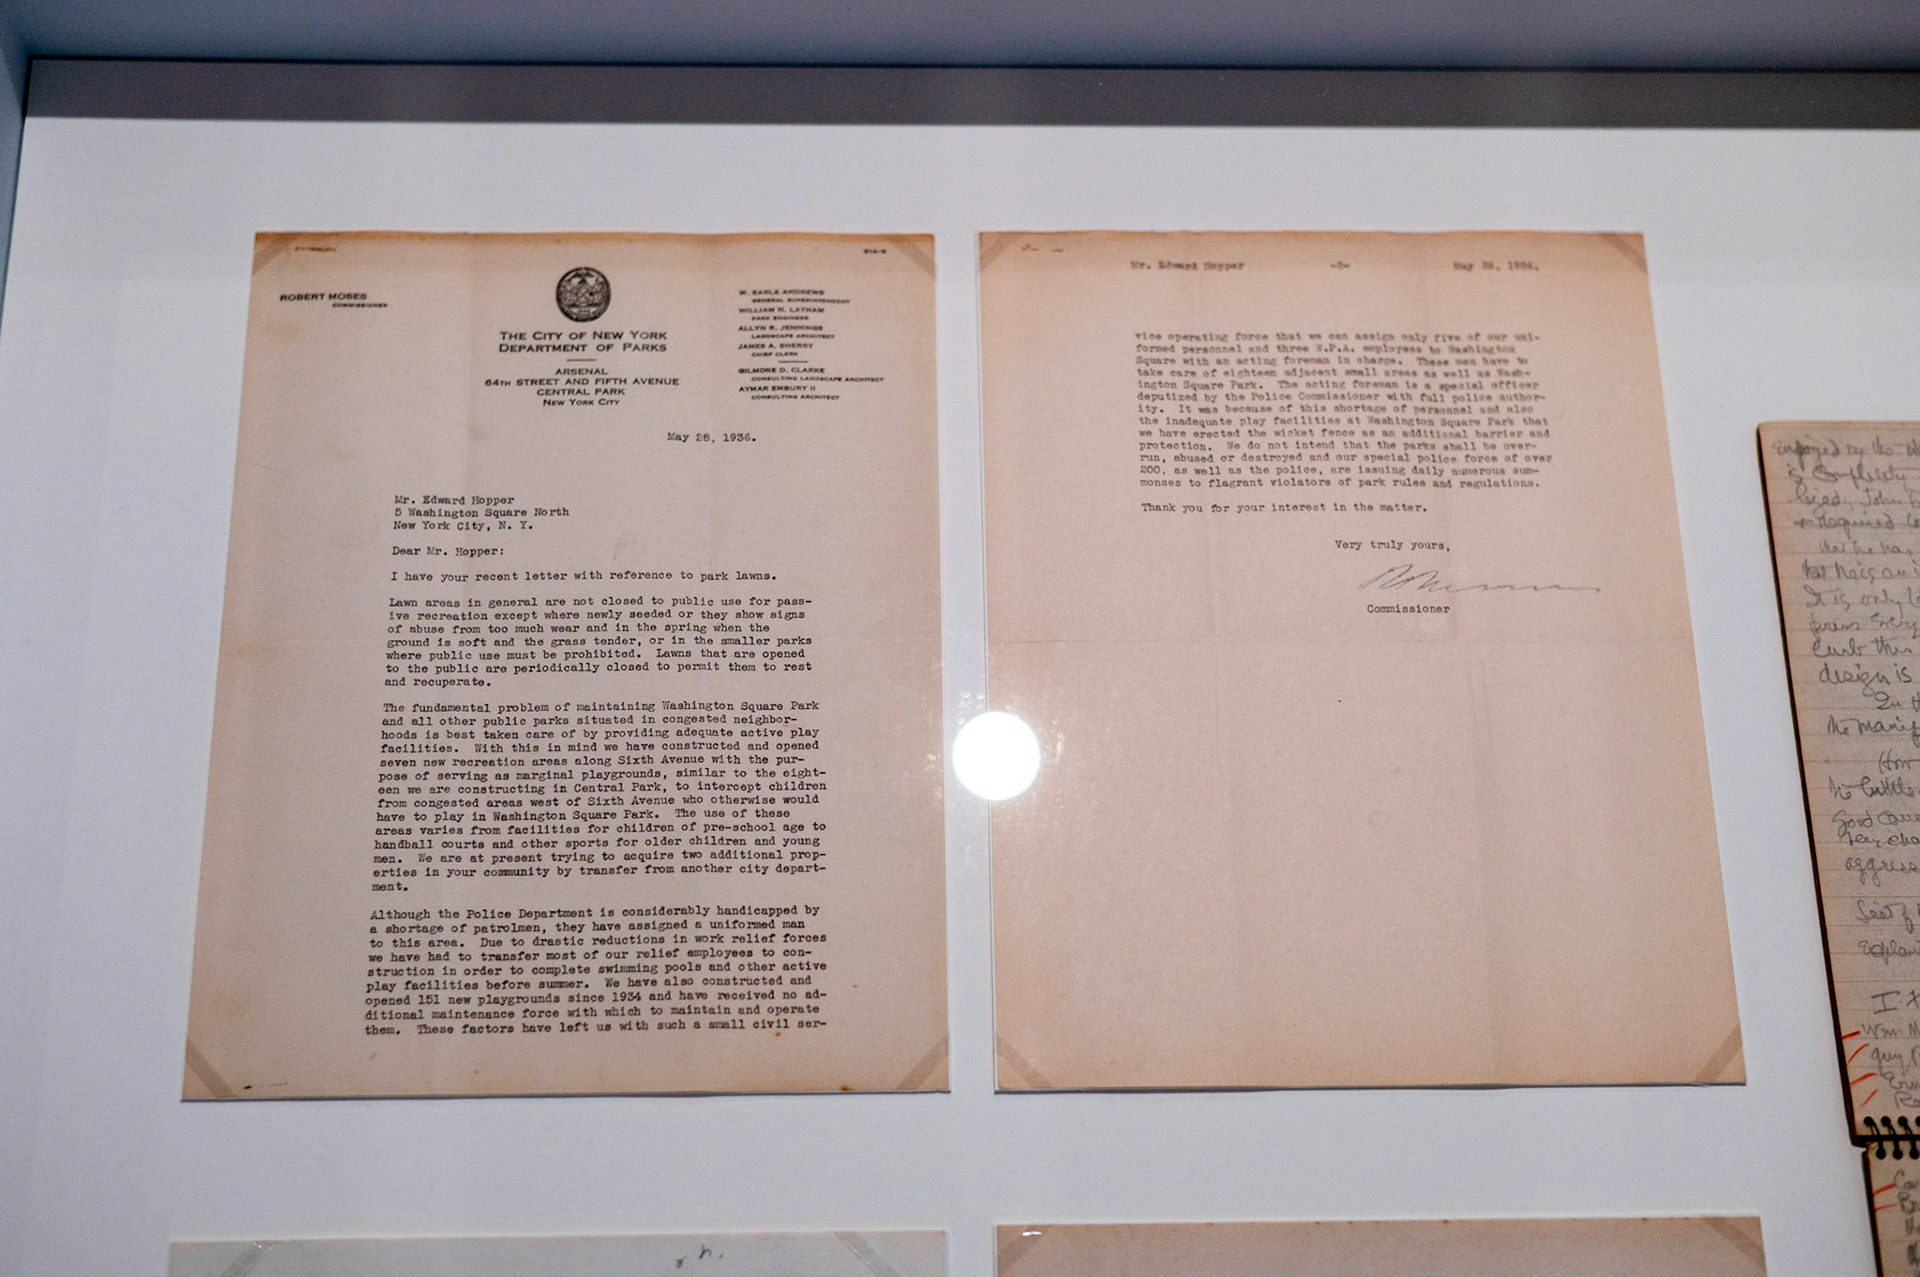 ROBERT MOSES
COMMISSIONER
THE CITY OF NEW YORK
DEPARTMENT OF PARKS
ARSENAL
64TH STREET AND FIFTH AVENUE
CENTRAL PARK
NEW YORK CITY
W. EARLE ANDREWS
GENERAL SUPERINTENDENT
WILLIAM H. LATHAM
PARK ENGINEER
ALLYN R. JENNINGS
LANDSCAPE ARCHITECT
JAMES A. SHERRY
CHIEF CLERK
GILMORE D. CLARKE
CONSULTING LANDSCAPE ARCHITECT
AYMAR EMBURY II
CONSULTING ARCHITECT
May 28, 1936.
Mr. Edward Hopper
5 Washington Square North
New York City, N. Y.
Dear Mr. Hopper:
I have your recent letter with reference to park lawns.
Lawn areas in general are not closed to public use for pass-
ive recreation except where newly seeded or they show signs
of abuse from too much wear and in the spring when the
ground is soft and the grass tender, or in the smaller parks
where public use must be prohibited. Lawns that are opened
to the public are periodically closed to permit them to rest
and recuperate.
The fundamental problem of maintaining Washington Square Park
and all other public parks situated in congested neighbor-
hoods is best taken care of by providing adequate active play
facilities. With this in mind we have constructed and opened
seven new recreation areas along Sixth Avenue with the pur-
pose of serving as marginal playgrounds, similar to the eight-
een we are constructing in Central Park, to intercept children
from congested areas west of Sixth Avenue who otherwise would
have to play in Washington Square Park. The use of these
areas varies from facilities for children of pre-school age to
handball courts and other sports for older children and young
men. We are at present trying to acquire two additional prop-
erties in your community by transfer from another city depart-
ment.
Although the Police Department is considerably handicapped by
a shortage of patrolmen, they have assigned a uniformed man
to this area. Due to drastic reductions in work relief forces
we have had to transfer most of our relief employees to con-
struction in order to complete swimming pools and other active
play facilities before summer. We have also constructed and
opened 151 new playgrounds since 1934 and have received no ad-
ditional maintenance force with which to maintain and operate
them. These factors have left us with such a small civil ser-
Mr. Edward Hopper -2- May 28, 1936.
vice operating force that we can assign only five of our uni-
formed personnel and three W.P.A. employees to Washington
Square with an acting foreman in charge. These men have to
take care of eighteen adjacent small areas as well as Wash-
ington Square Park. The acting foreman is a special officer
deputized by the Police Commissioner with full police author-
ity. It was because of this shortage of personnel and also
the inadequate play facilities at Washington Square Park that
we have erected the wicket fence as an additional barrier and
protection. We do not intend that the parks shall be over-
run, abused or destroyed and our special police force of over
200, as well as the police, are issuing daily numerous sum-
monses to flagrant violators of park rules and regulations.
Thank you for your interest in the matter.
Very truly yours,
Commissioner
is completely
It is only
curb this
design is